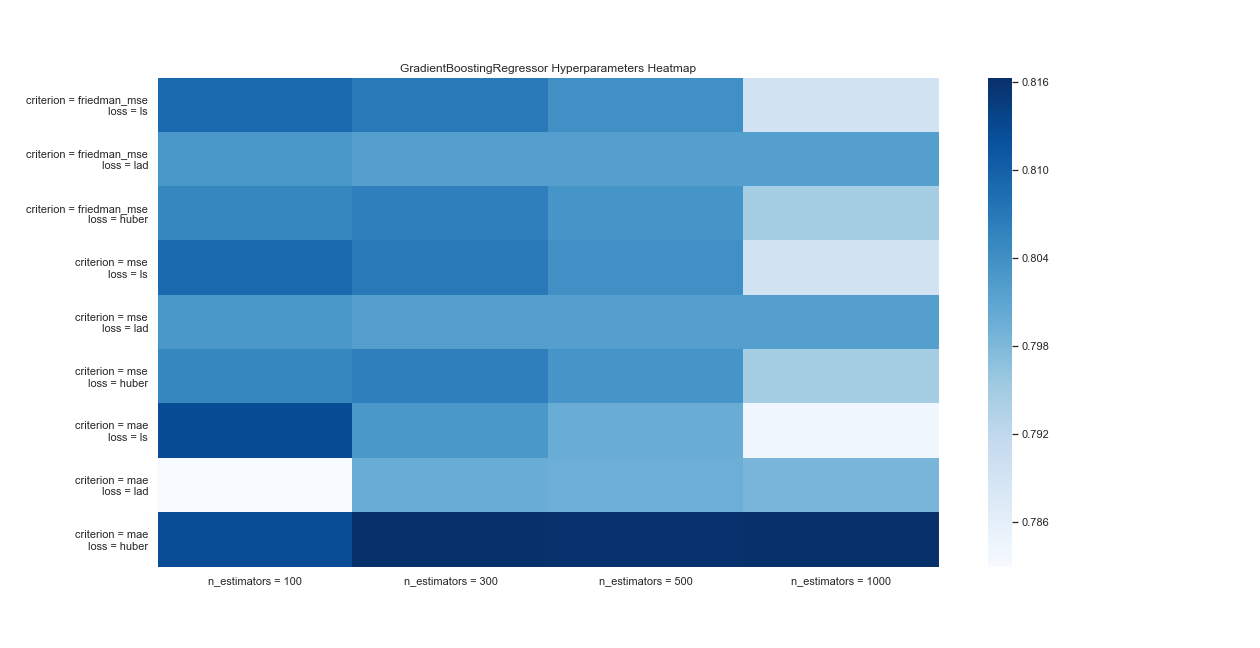 GradientBoostingRegressor Hyperparameters Heatmap
criterion = friedman_mse
loss = ls
criterion = friedman_mse
loss = lad
criterion = friedman_mse
loss = huber
criterion = mse
loss = ls
criterion = mse
loss = lad
criterion = mse
loss = huber
criterion = mae
loss = ls
criterion = mae
loss = lad
criterion = mae
loss = huber
n_estimators = 100
n_estimators = 300
n_estimators = 500
n_estimators = 1000
0.816
0.810
0.804
0.798
0.792
0.786